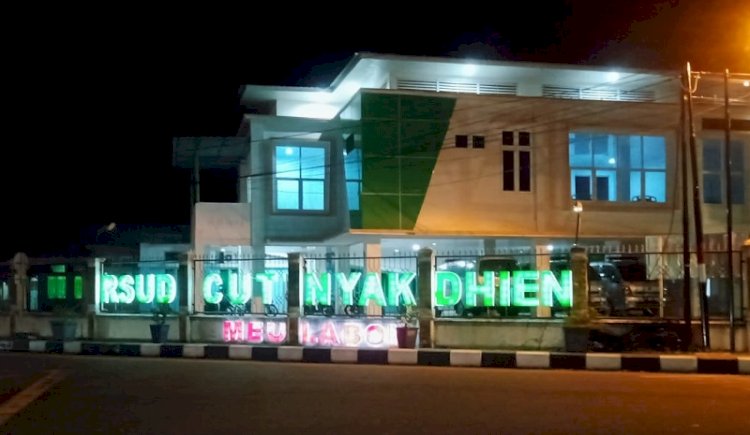 RSUD CUT NYAK DHIEN
MEULABOH